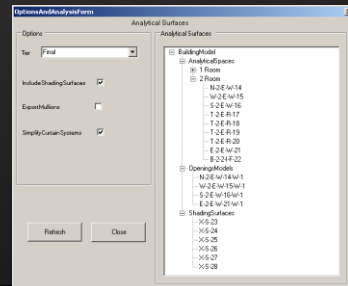 OptionsAndAnalysisForm
Analytical Surfaces
Options
Tier Final
IncludeShadingSurfaces
ExportMullions
SimplifyCurtainSystems
Refresh Close
Analytical Surfaces
BuildingModel
AnalyticalSpaces
1 Room
2 Room
N-2-E-W-14
W-2-E-W-15
S-2-E-W-16
T-2-E-R-17
T-2-E-R-18
T-2-E-R-19
T-2-E-R-20
E-2-E-W-21
B-2-2-I-F-22
OpeningsModels
N-2-E-W-14-W-1
W-2-E-W-15-W-1
S-2-E-W-16-W-1
E-2-E-W-21-W-1
ShadingSurfaces
X-S-23
X-S-24
X-S-25
X-S-26
X-S-27
X-S-28